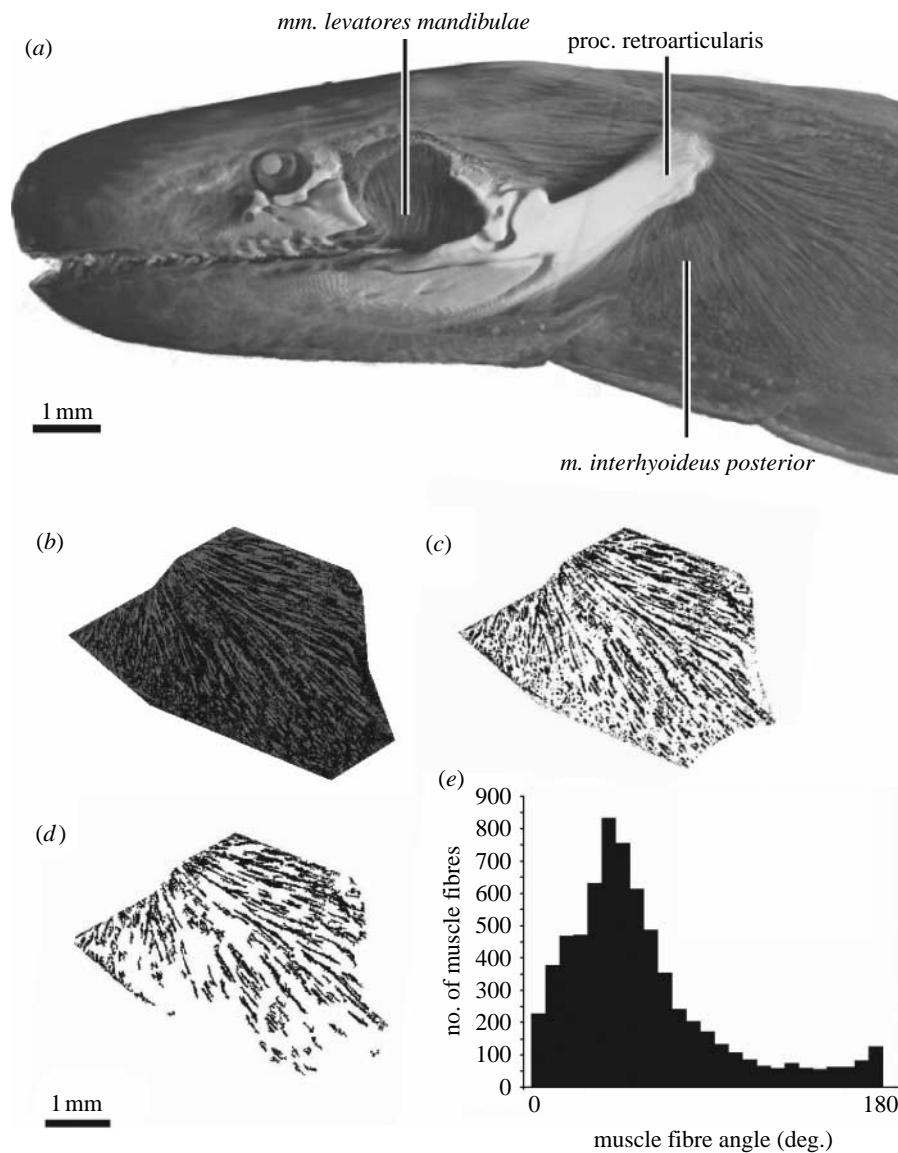 mm. levatores mandibulae
(a)
proc. retroarticularis
1 mm
m. interhyoideus posterior
(b)
(c)
(d)
1 mm
(e)
900
800
700
600
500
400
300
200
100
0
no. of muscle fibres
0
180
muscle fibre angle (deg.)